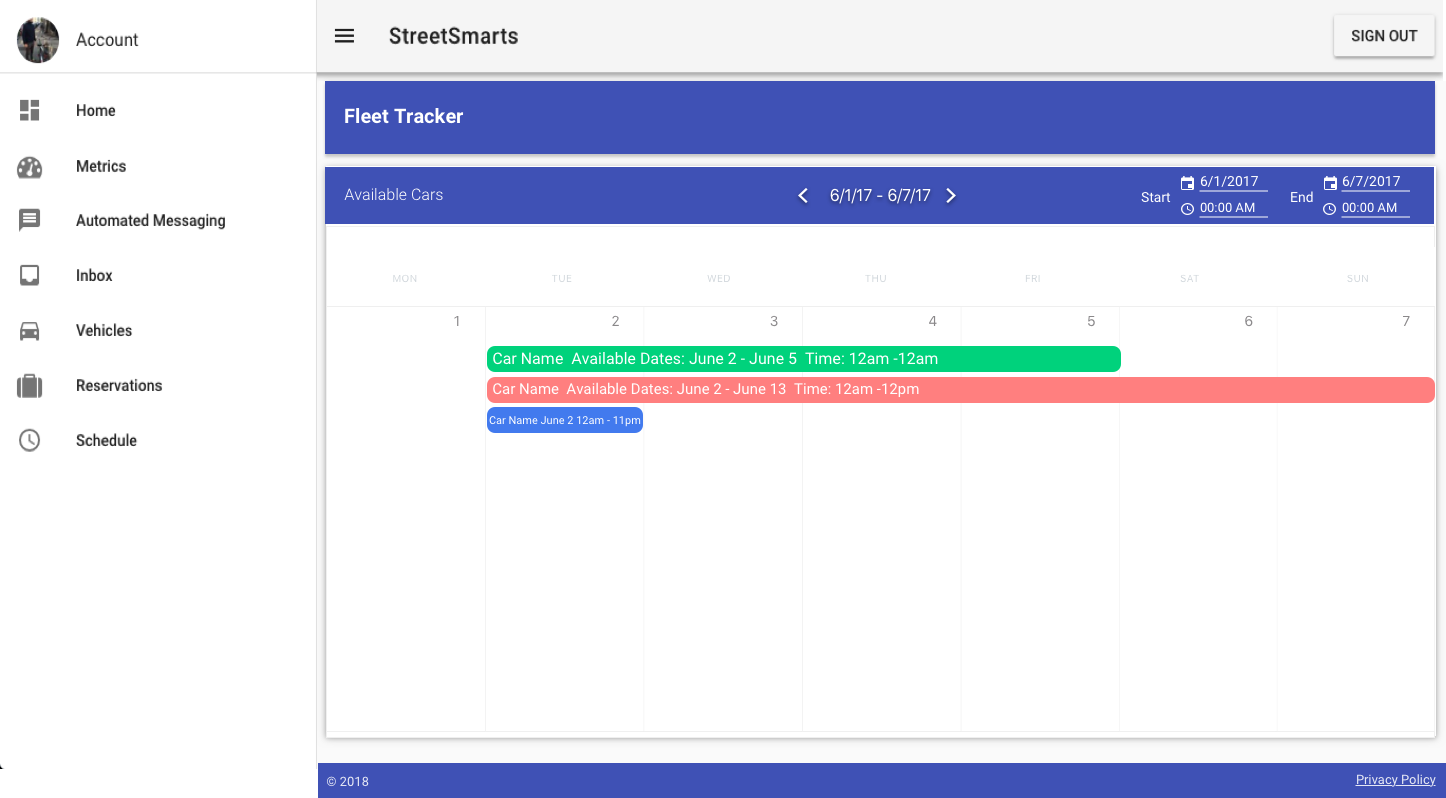 Account
StreetSmarts
SIGN OUT
Home
Metrics
Automated Messaging
Inbox
Vehicles
Reservations
Schedule
Fleet Tracker
Available Cars
6/1/17 - 6/7/17
Start
6/1/2017
00:00 AM
End
6/7/2017
00:00 AM
MON TUE WED THU FRI SAT SUN
1 2 3 4 5 6 7
Car Name Available Dates: June 2 - June 5 Time: 12am -12am
Car Name Available Dates: June 2 - June 13 Time: 12am -12pm
Car Name June 2 12am - 11pm
© 2018
Privacy Policy